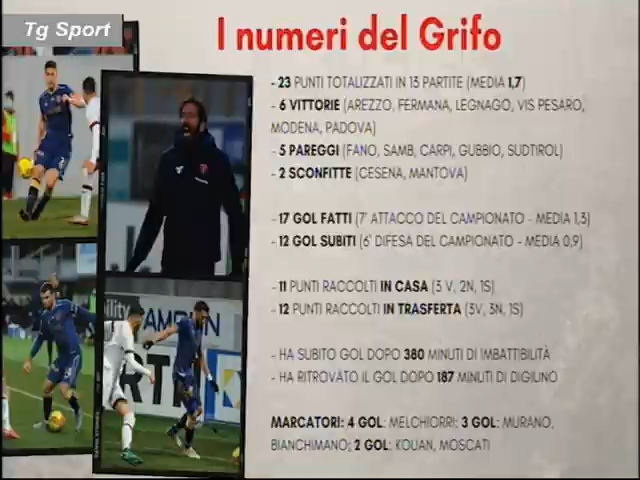 Tg Sport
I numeri del Grifo
- 23 PUNTI TOTALIZZATI IN 13 PARTITE (MEDIA 1,7)
- 6 VITTORIE (AREZZO, FERMANA, LEGNAGO, VIS PESARO,
MODENA, PADOVA)
- 5 PAREGGI (FANO, SAMB, CARPI, GUBBIO, SUDTIROL)
- 2 SCONFITTE (CESENA, MANTOVA)
- 17 GOL FATTI (7' ATTACCO DEL CAMPIONATO - MEDIA 1,3)
- 12 GOL SUBITI (6' DIFESA DEL CAMPIONATO - MEDIA 0,9)
- 11 PUNTI RACCOLTI IN CASA (3 V, 2N, 1S)
- 12 PUNTI RACCOLTI IN TRASFERTA (3V, 3N, 1S)
- HA SUBITO GOL DOPO 380 MINUTI DI IMBATTIBILITÀ
- HA RITROVATO IL GOL DOPO 187 MINUTI DI DIGIUNO
MARCATORI: 4 GOL: MELCHIORRI; 3 GOL: MURANO,
BIANCHIMANO; 2 GOL: KOUAN, MOSCATI